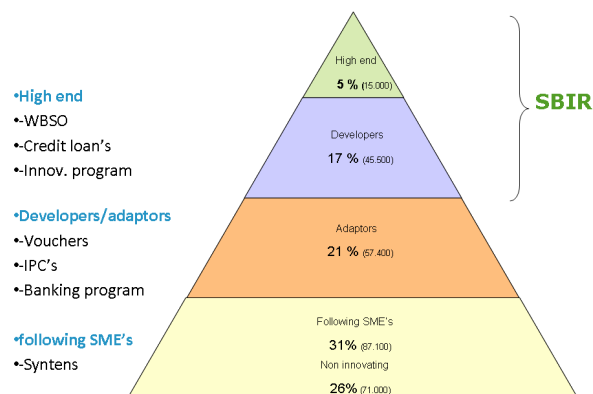 •High end
•-WBSO
•-Credit loan's
•-Innov. program
•Developers/adaptors
•-Vouchers
•-IPC's
•-Banking program
•following SME's
•-Syntens
High end
5 % (15.000)
Developers
17 % (45.500)
Adaptors
21 % (57.400)
Following SME's
31% (87.100)
Non innovating
26% (71.000)
SBIR